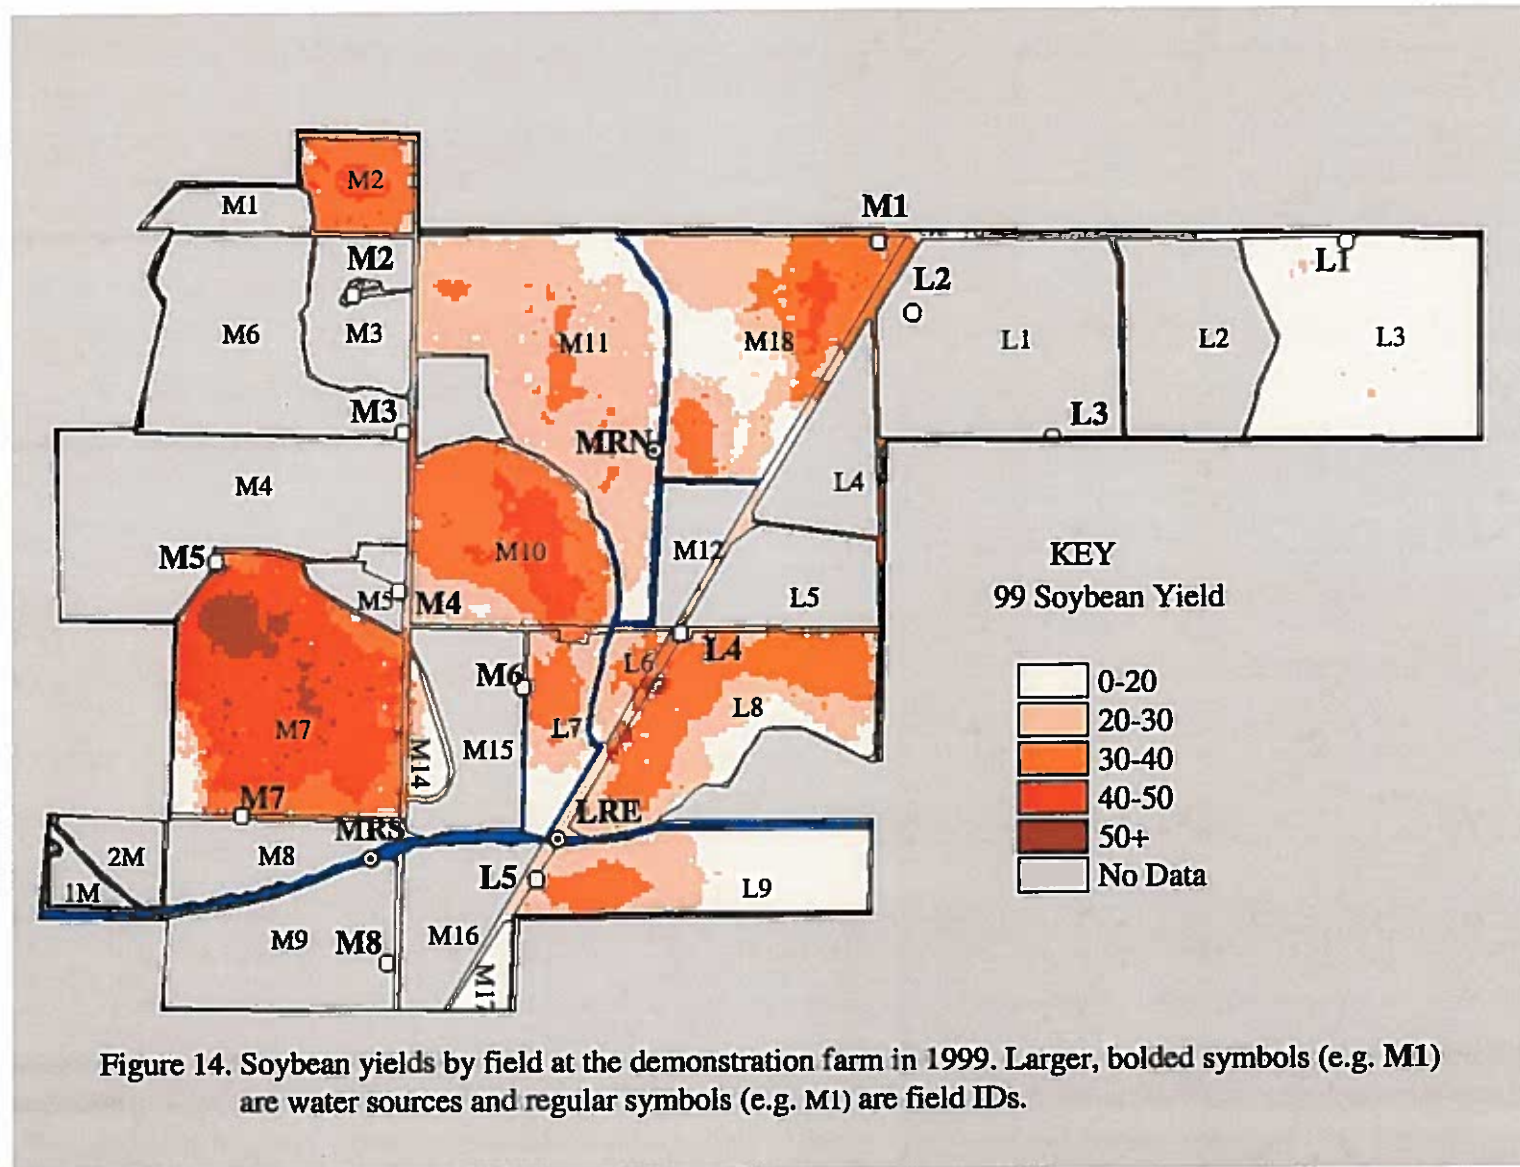 M2
M1
M1
M2
L2
L1
M6
M3
M11
M18
L1
L2
L3
M3
L3
MRN
M4
L4
M5
M10
M12
KEY
M5
M4
L5
99 Soybean Yield
L6
L4
M6
0-20
L7
L8
20-30
M7
M15
M14
30-40
M7
40-50
MRS
LRE
50+
2M
M8
L5
L9
No Data
1M
M9
M8
M16
M17
Figure 14. Soybean yields by field at the demonstration farm in 1999. Larger, bolded symbols (e.g. M1)
are water sources and regular symbols (e.g. M1) are field IDs.